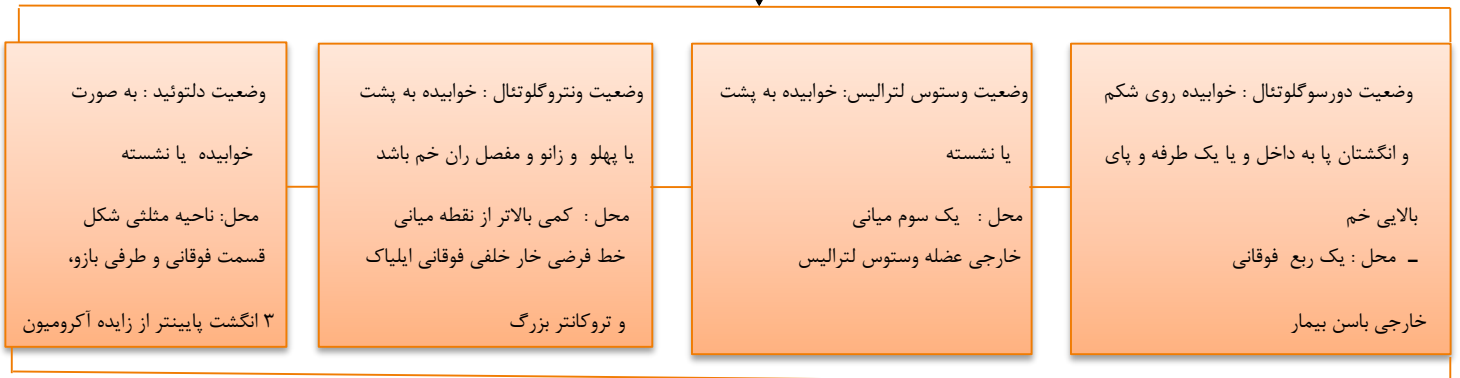 وضعیت دورسوگلوتئال : خوابیده روی شکم
و انگشتان پا به داخل و یا یک طرفه و پای
بالایی خم
ـ محل : یک ربع فوقانی
خارجی باسن بیمار
وضعیت وستوس لترالیس: خوابیده به پشت
یا نشسته
محل : یک سوم میانی
خارجی عضله وستوس لترالیس
وضعیت ونتروگلوتئال : خوابیده به پشت
یا پهلو و زانو و مفصل ران خم باشد
محل : کمی بالاتر از نقطه میانی
خط فرضی خار خلفی فوقانی ایلیاک
و تروکانتر بزرگ
وضعیت دلتوئید : به صورت
خوابیده یا نشسته
محل: ناحیه مثلثی شکل
قسمت فوقانی و طرفی بازو،
۳ انگشت پایینتر از زایده آکرومیون